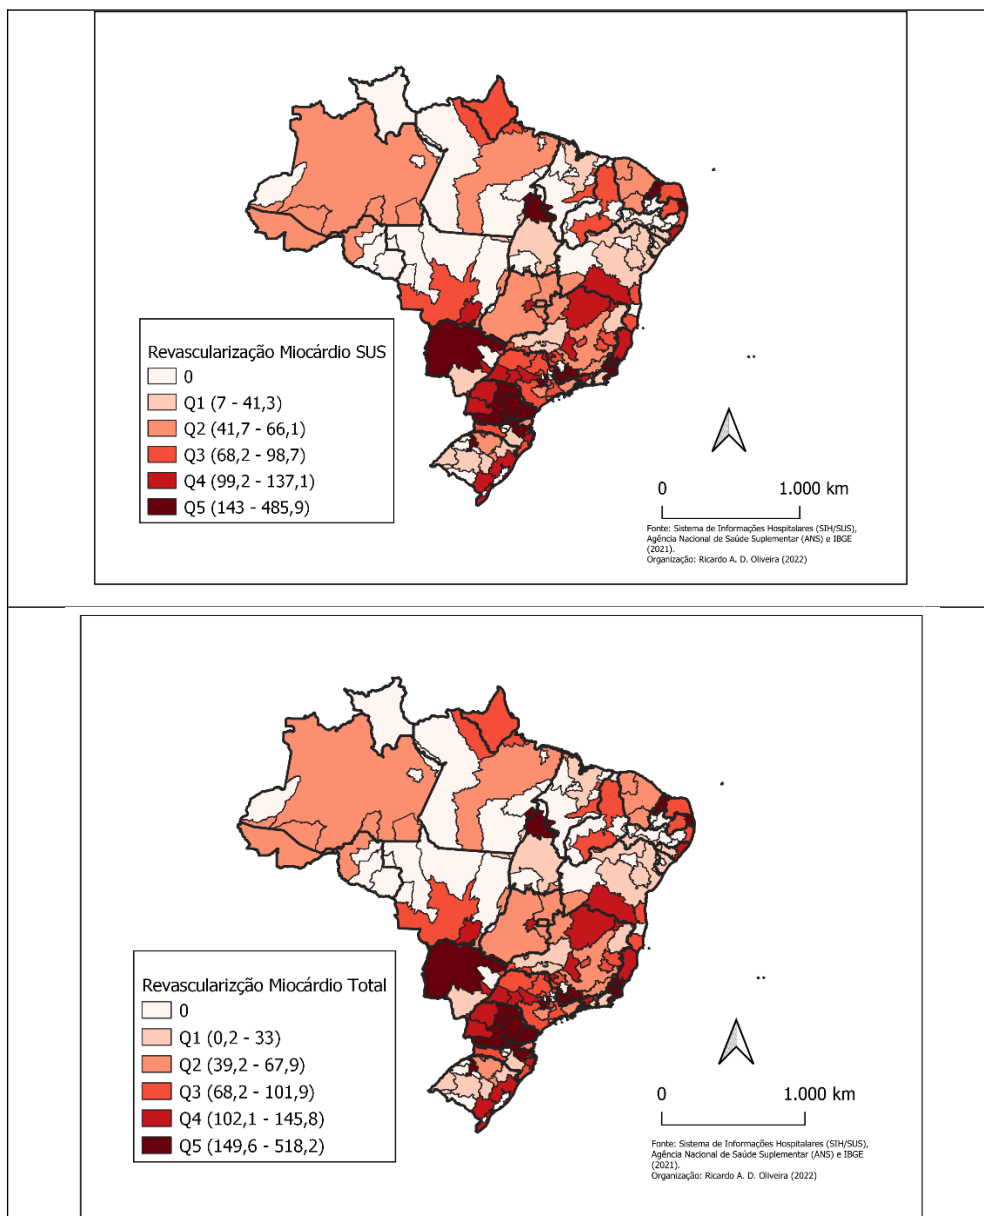 Revascularização Miocárdio SUS
0
Q1 (7 - 41,3)
Q2 (41,7 - 66,1)
Q3 (68,2 - 98,7)
Q4 (99,2 - 137,1)
Q5 (143 - 485,9)
0 1.000 km
Fonte: Sistema de Informações Hospitalares (SIH/SUS),
Agência Nacional de Saúde Suplementar (ANS) e IBGE
(2021).
Organização: Ricardo A. D. Oliveira (2022)
Revascularizção Miocárdio Total
0
Q1 (0,2 - 33)
Q2 (39,2 - 67,9)
Q3 (68,2 - 101,9)
Q4 (102,1 - 145,8)
Q5 (149,6 - 518,2)
0 1.000 km
Fonte: Sistema de Informações Hospitalares (SIH/SUS),
Agência Nacional de Saúde Suplementar (ANS) e IBGE
(2021).
Organização: Ricardo A. D. Oliveira (2022)